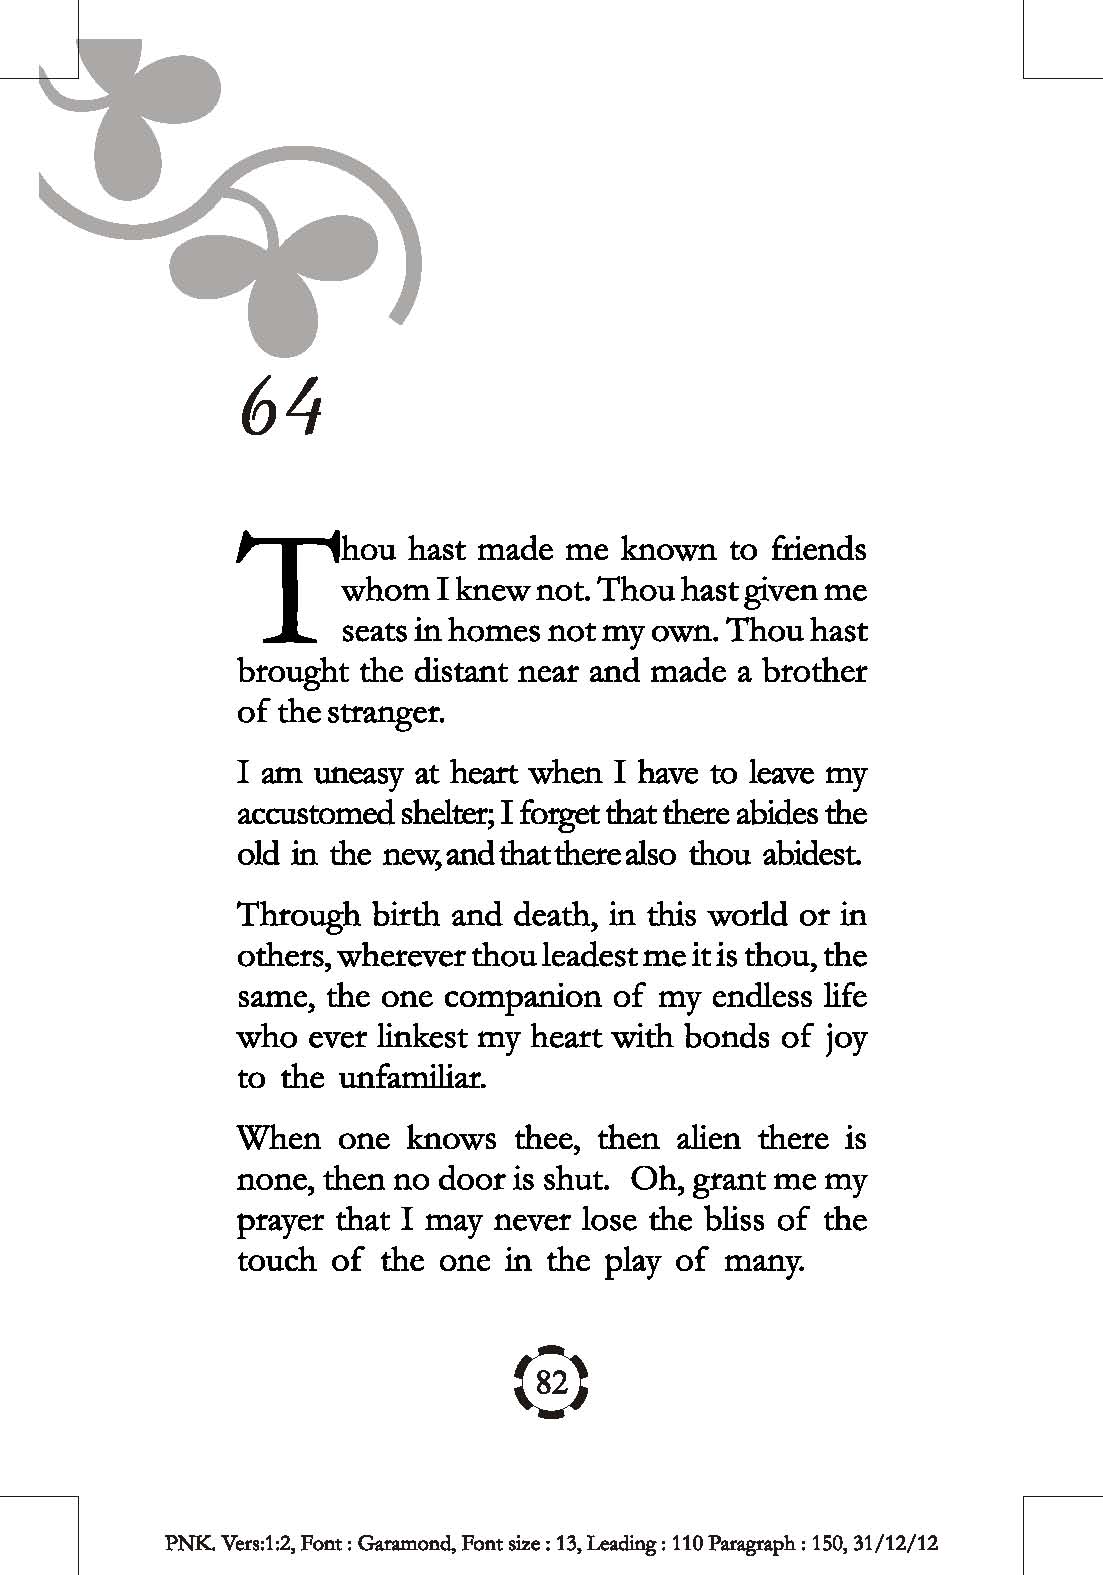 64
Thou hast made me known to friends
whom I knew not. Thou hast given me
seats in homes not my own. Thou hast
brought the distant near and made a brother
of the stranger.
I am uneasy at heart when I have to leave my
accustomed shelter; I forget that there abides the
old in the new, and that there also thou abidest.
Through birth and death, in this world or in
others, wherever thou leadest me it is thou, the
same, the one companion of my endless life
who ever linkest my heart with bonds of joy
to the unfamiliar.
When one knows thee, then alien there is
none, then no door is shut. Oh, grant me my
prayer that I may never lose the bliss of the
touch of the one in the play of many.
82
PNK. Vers:1:2, Font : Garamond, Font size : 13, Leading : 110 Paragraph : 150, 31/12/12